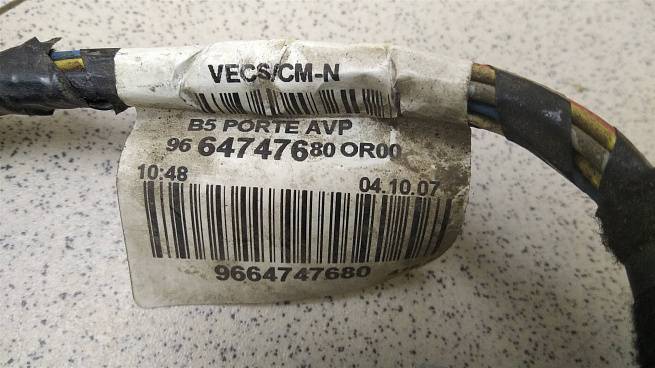 VECS/CM-N
B5 PORTE AVP
96 647476 80 OR00
10:48 04.10.07
9664747680